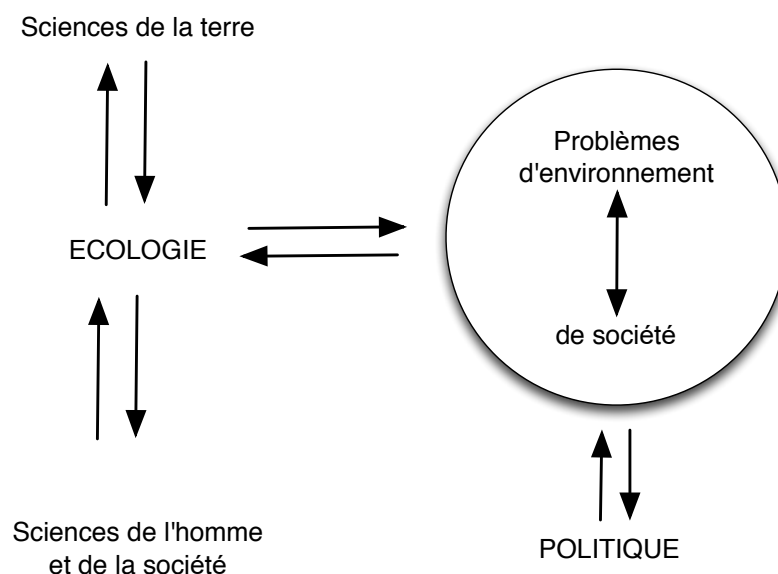 Sciences de la terre
Problèmes
d'environnement
ECOLOGIE
de société
Sciences de l'homme
et de la société
POLITIQUE